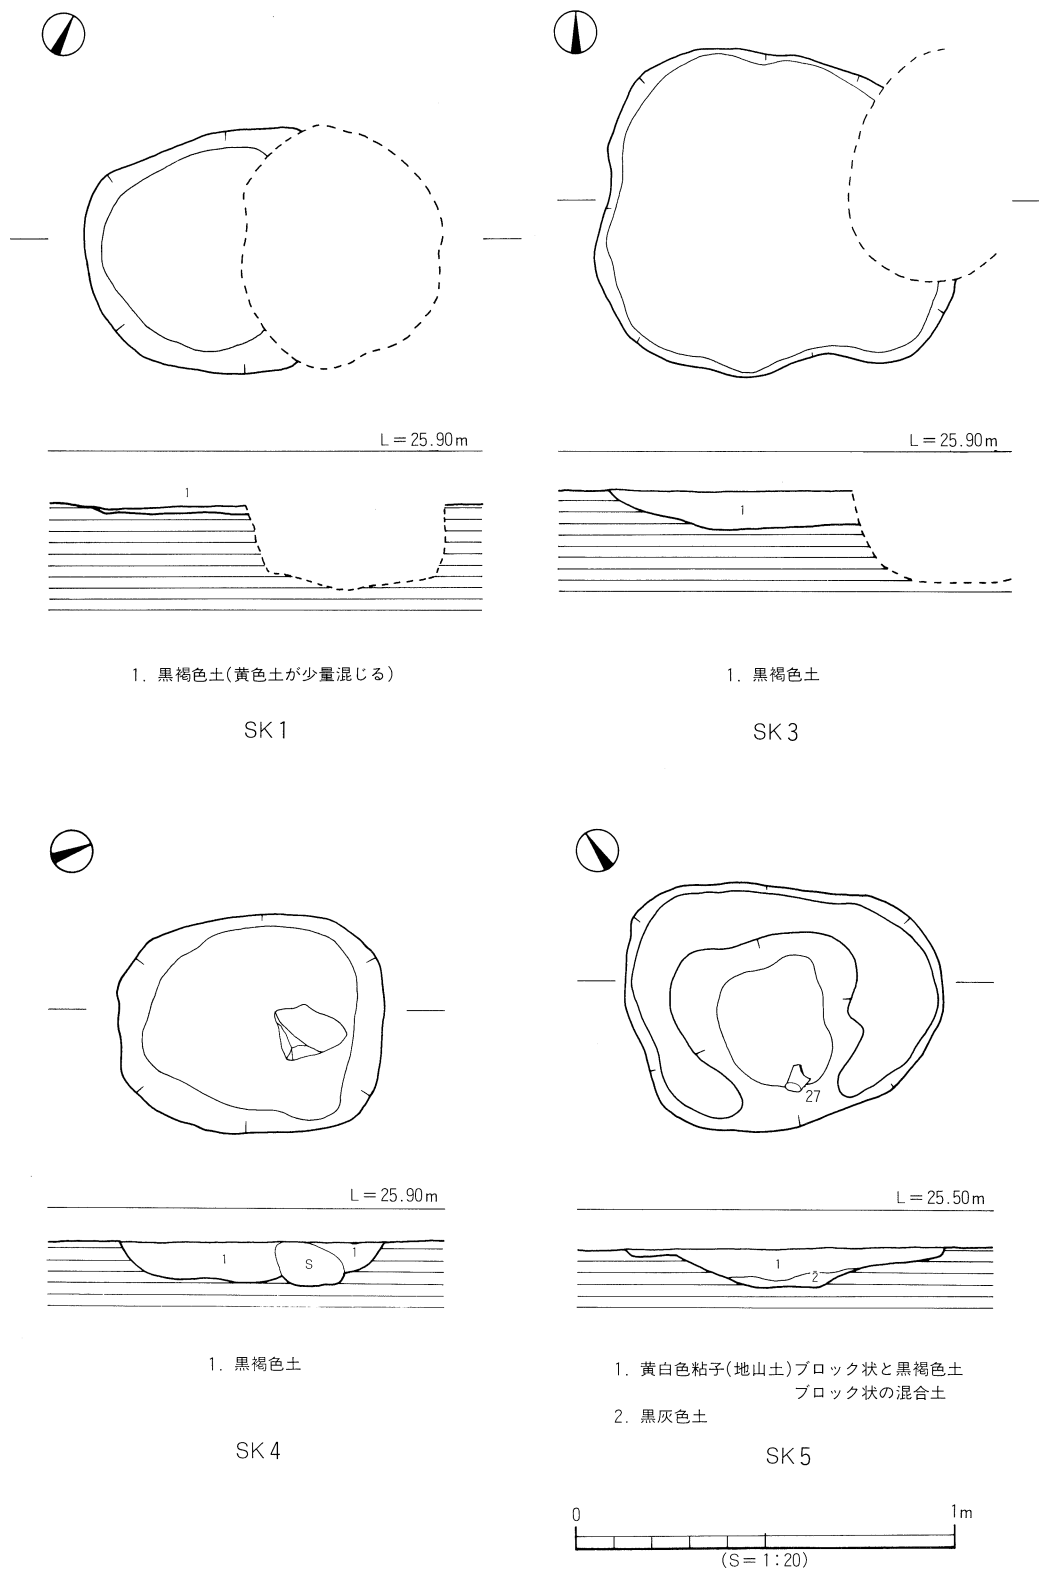 L=25.90m
1
1. 黒褐色土(黄色土が少量混じる)
SK1
L=25.90m
1
1. 黒褐色土
SK3
L=25.90m
1
S
1
1. 黒褐色土
SK4
27
L=25.50m
1
2
1. 黄白色粘子(地山土)ブロック状と黒褐色土
ブロック状の混合土
2. 黒灰色土
SK5
0
1m
(S=1:20)